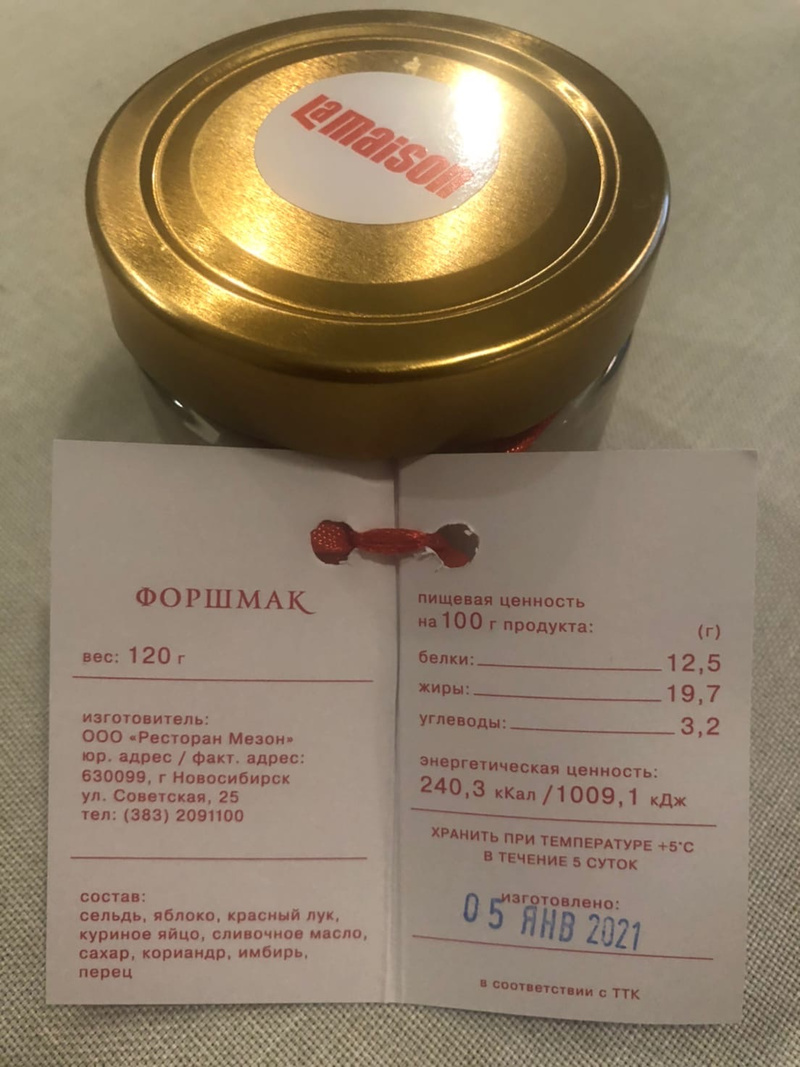 La maison
ФОРШМАК
вес: 120 г
изготовитель:
ООО «Ресторан Мезон»
юр. адрес / факт. адрес:
630099, г Новосибирск
ул. Советская, 25
тел: (383) 2091100
состав:
сельдь, яблоко, красный лук,
куриное яйцо, сливочное масло,
сахар, кориандр, имбирь,
перец
пищевая ценность
на 100 г продукта: (г)
белки: 12,5
жиры: 19,7
углеводы: 3,2
энергетическая ценность:
240,3 кКал / 1009,1 кДж
ХРАНИТЬ ПРИ ТЕМПЕРАТУРЕ +5°С
В ТЕЧЕНИЕ 5 СУТОК
изготовлено:
05 ЯНВ 2021
в соответствии с ТТК